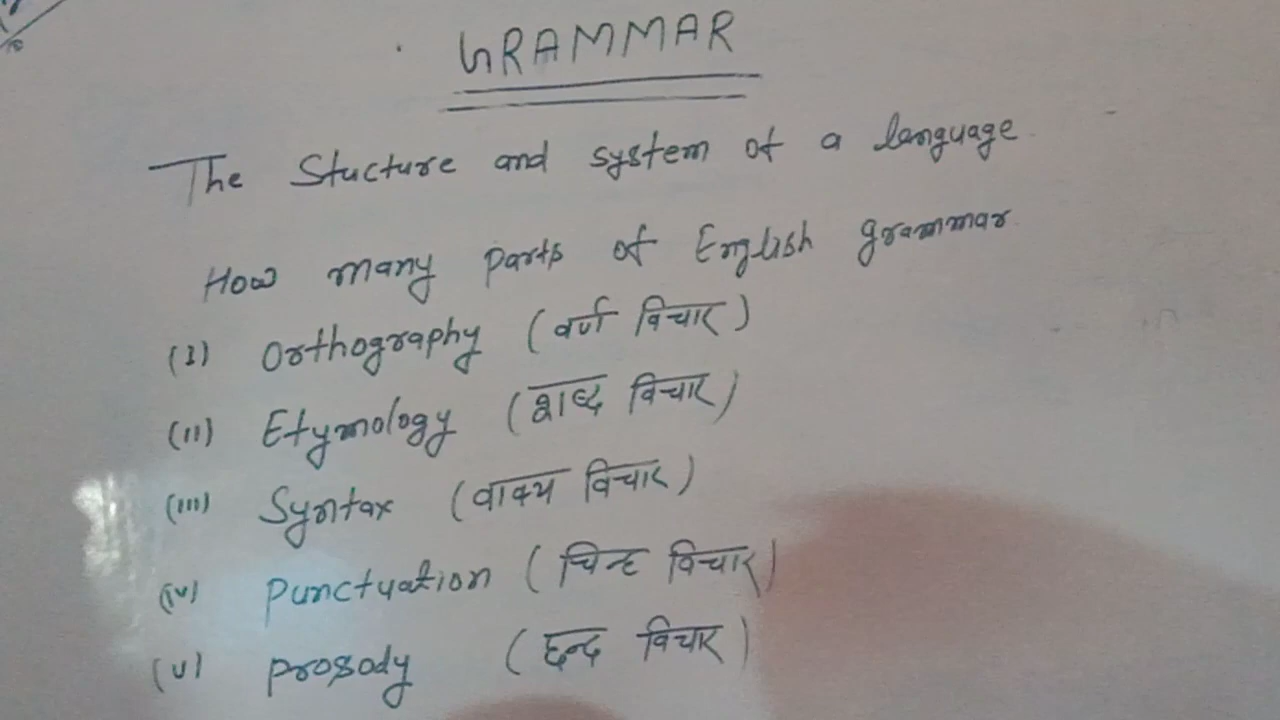 GRAMMAR
The Stucture and system of a language
How many parts of English grammar
(I) Orthography (वर्ण विचार)
(II) Etymology (शब्द विचार)
(III) Syntax (वाक्य विचार)
(IV) Punctuation (चिन्ह विचार)
(V) Prosody (छन्द विचार)